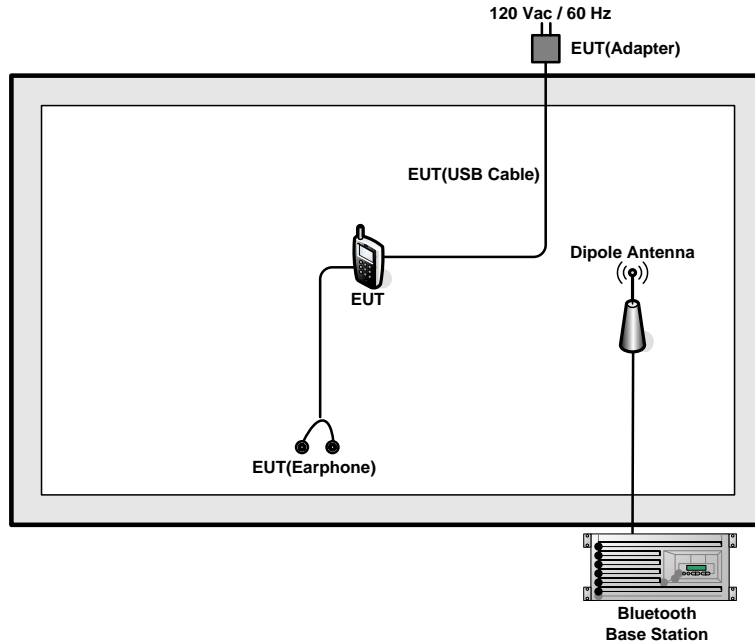 120 Vac / 60 Hz
EUT(Adapter)
EUT(USB Cable)
Dipole Antenna
EUT
EUT(Earphone)
Bluetooth
Base Station